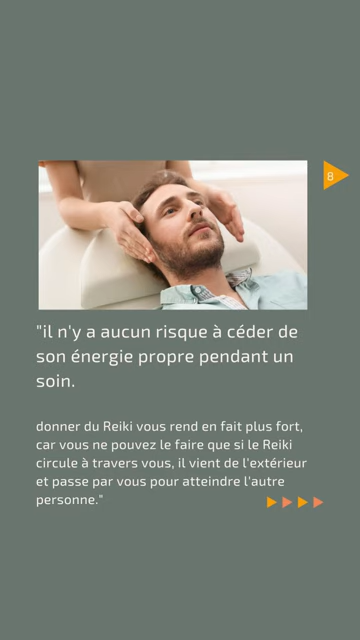 8
"il n'y a aucun risque à céder de
son énergie propre pendant un
soin.
donner du Reiki vous rend en fait plus fort,
car vous ne pouvez le faire que si le Reiki
circule à travers vous, il vient de l'extérieur
et passe par vous pour atteindre l'autre
personne."